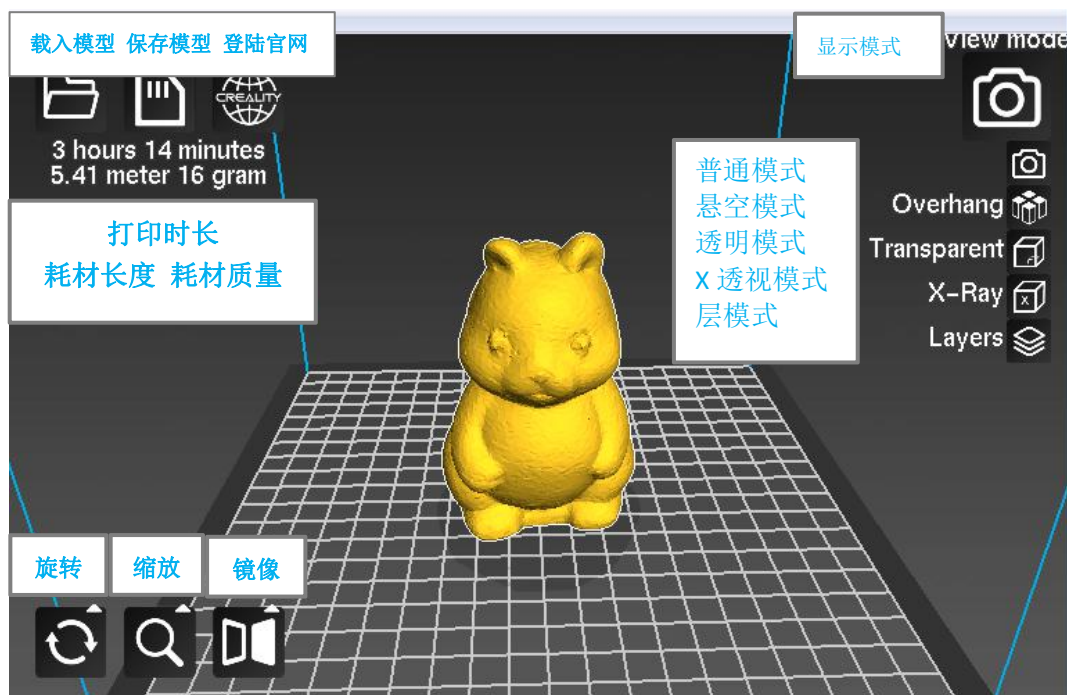 载入模型 保存模型 登陆官网
显示模式
View mode
CREALITY
3 hours 14 minutes
5.41 meter 16 gram
打印时长
耗材长度 耗材质量
普通模式
悬空模式
透明模式
X 透视模式
层模式
Overhang
Transparent
X-Ray
X
Layers
旋转 缩放 镜像